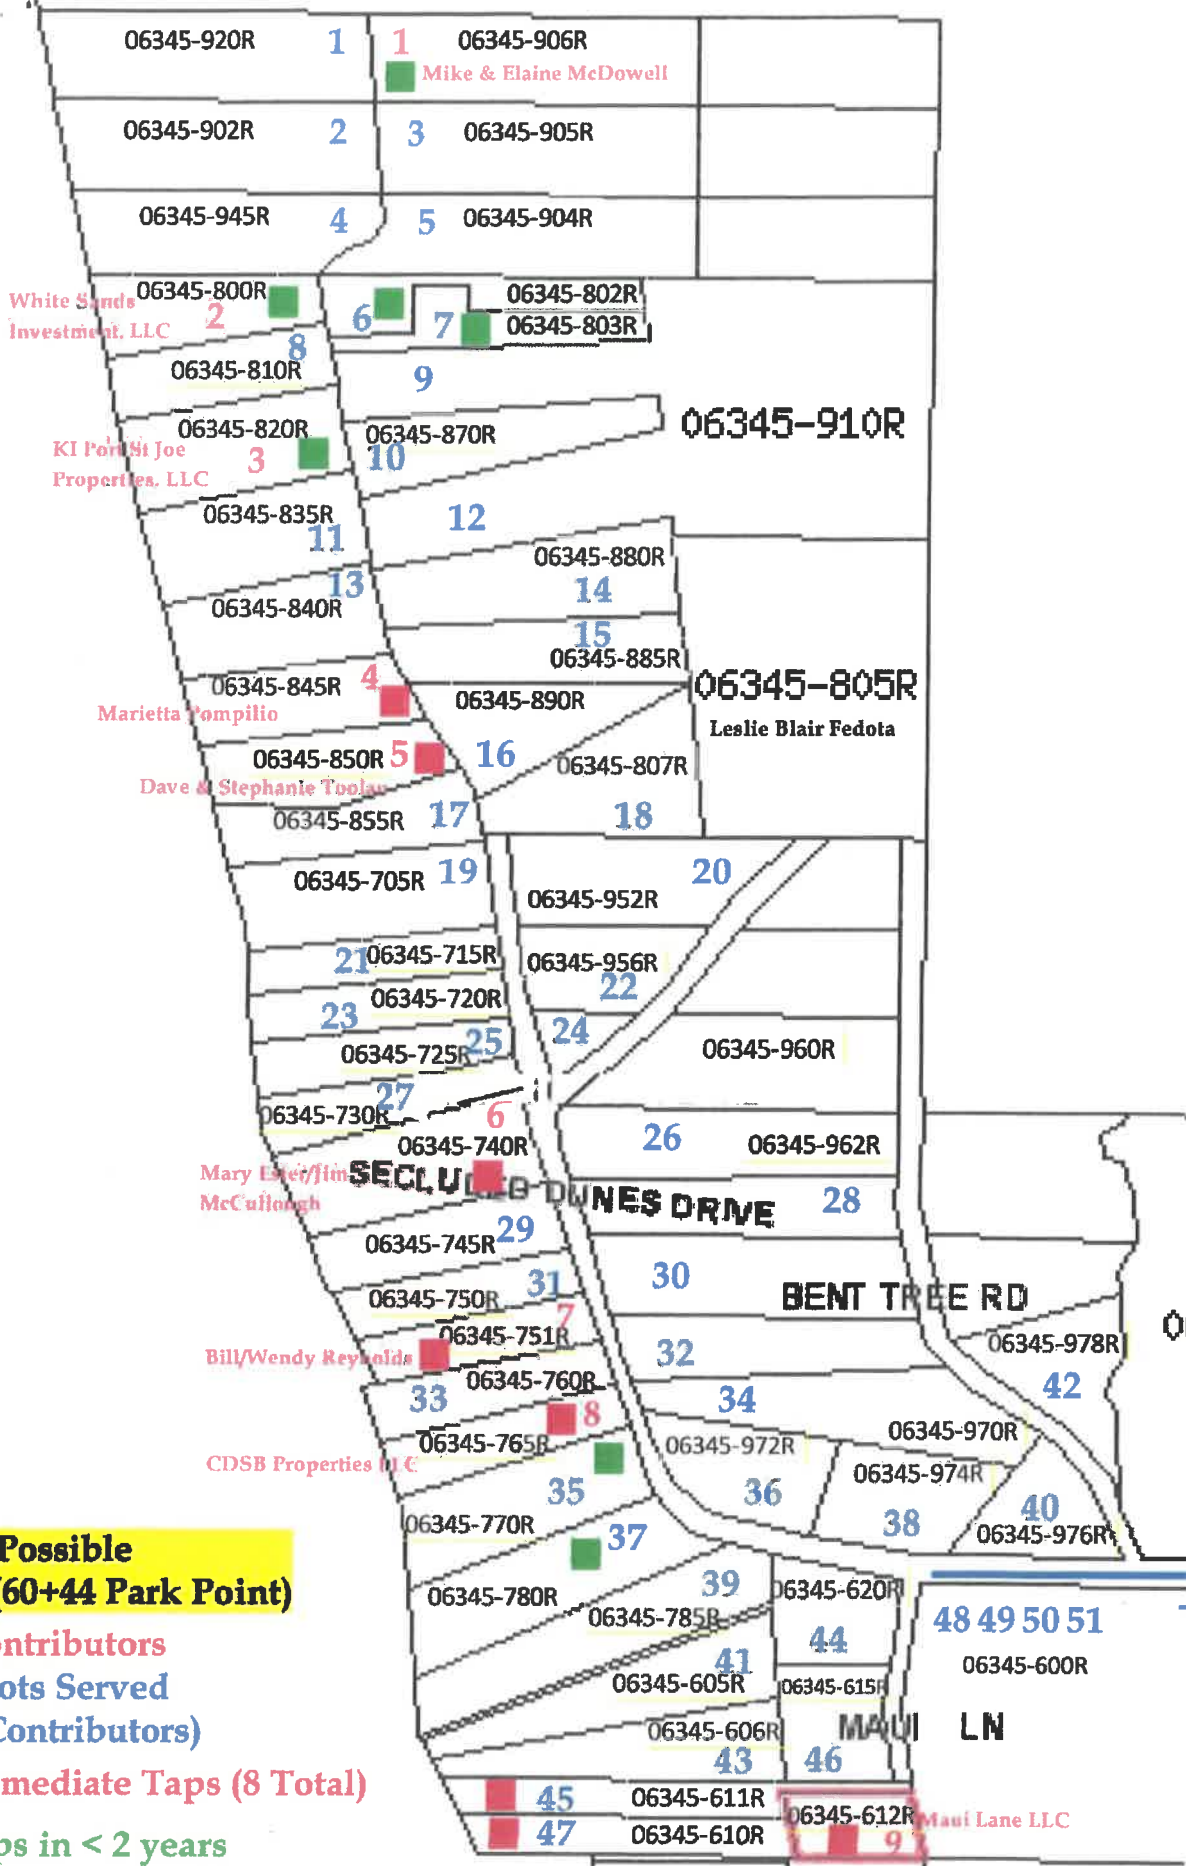 06345-920R 1 1 06345-906R
Mike & Elaine McDowell
06345-902R 2 3 06345-905R
06345-945R 4 5 06345-904R
06345-800R 06345-802R
White Sands 2 6 7 06345-803R
Investment, LLC
8
06345-810R 9
06345-820R 06345-870R 06345-910R
KI Port St Joe 3 10
Properties, LLC
06345-835R 12
11
06345-880R
13 14
06345-840R
15
06345-885R
4
06345-845R 06345-890R 06345-805R
Marietta Pompilio Leslie Blair Fedota
06345-850R 5 16 06345-807R
Dave & Stephanie Toolan
06345-855R 17 18
06345-705R 19 20
06345-952R
21 06345-715R 06345-956R
22
06345-720R
23 25 24
06345-725R 06345-960R
27
06345-730R 6
06345-740R 26 06345-962R
Mary Ester/Jim SECLUDED DUNES DRIVE 28
McCullough
06345-745R 29
31 30
06345-750R BENT TREE RD
7
06345-751R 06345-978R
Bill/Wendy Reynolds 32
06345-760R 42
33 34
8 06345-970R
06345-765R 06345-972R
CDSB Properties LLC 06345-974R
35 36 40
06345-770R 37 38 06345-976R
Possible
(60+44 Park Point)
39 06345-620R
06345-780R
06345-785R 48 49 50 51
ntributors 44
41 06345-600R
ots Served 06345-605R 06345-615R
Contributors) 06345-606R MAUI LN
43 46
mediate Taps (8 Total)
45 06345-611R
06345-612R Maui Lane LLC
47 06345-610R 9
ps in < 2 years